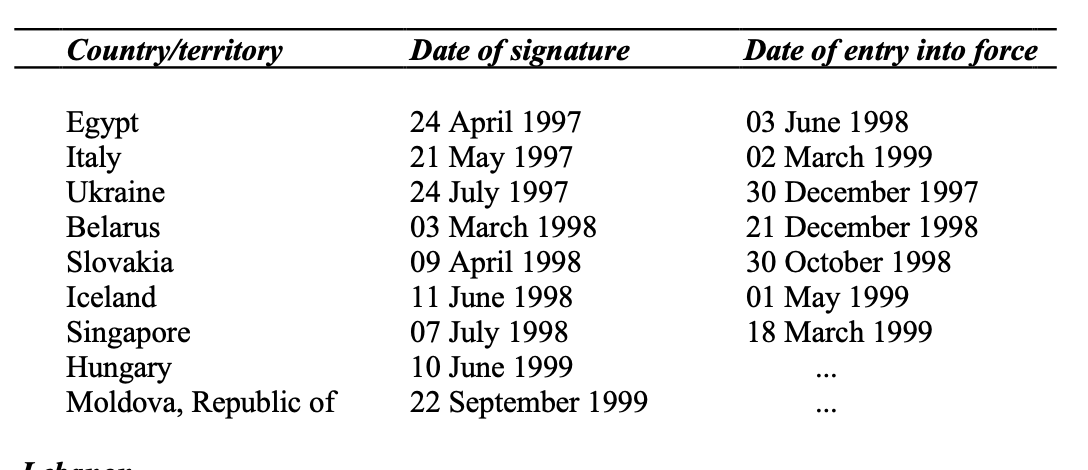 Country/territory Date of signature Date of entry into force
Egypt 24 April 1997 03 June 1998
Italy 21 May 1997 02 March 1999
Ukraine 24 July 1997 30 December 1997
Belarus 03 March 1998 21 December 1998
Slovakia 09 April 1998 30 October 1998
Iceland 11 June 1998 01 May 1999
Singapore 07 July 1998 18 March 1999
Hungary 10 June 1999 ...
Moldova, Republic of 22 September 1999 ...